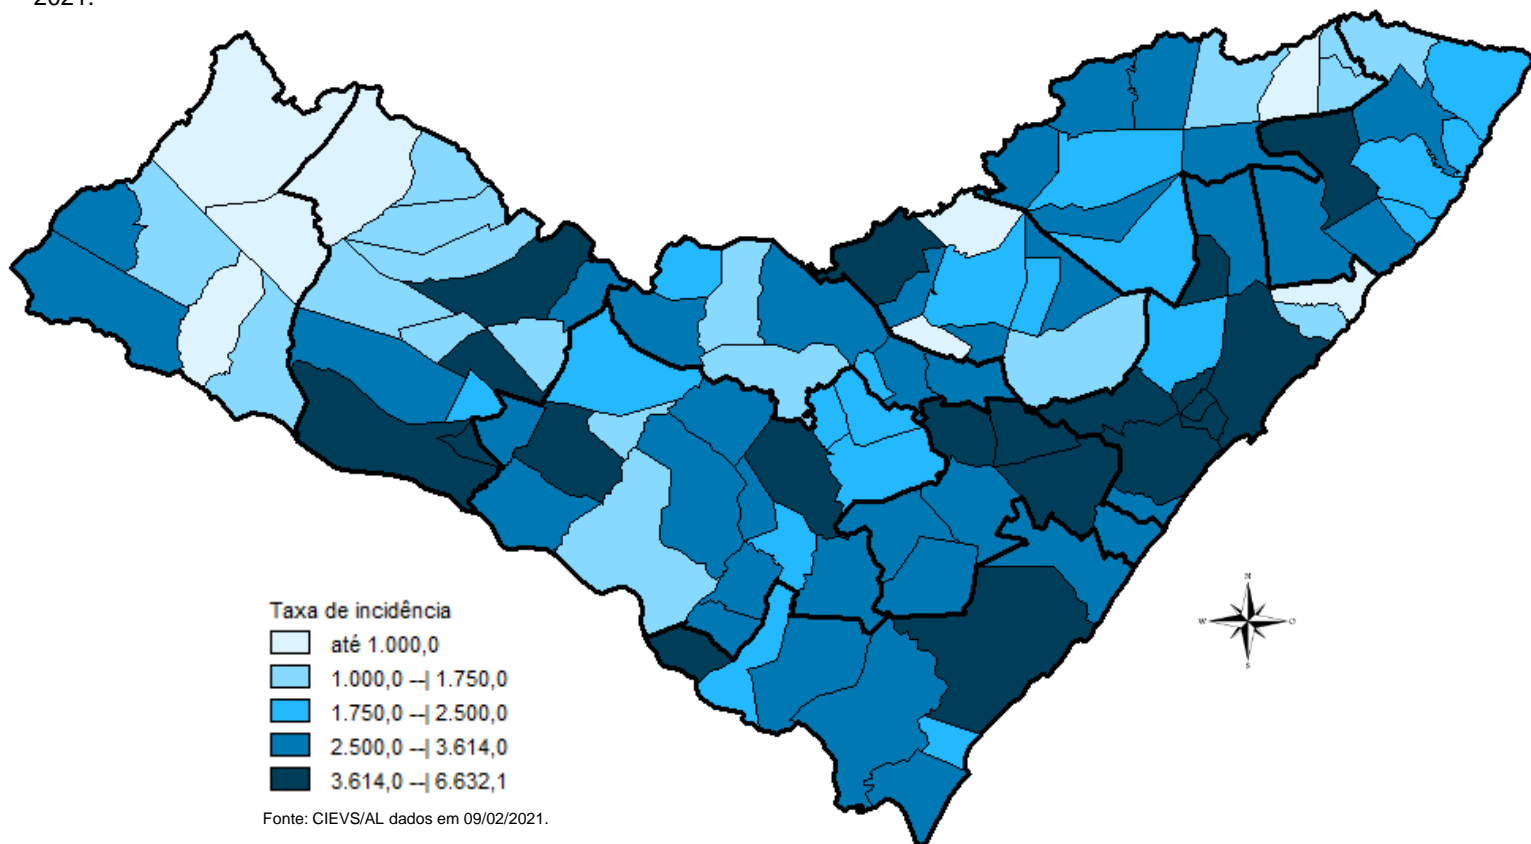 2021.
Taxa de incidência
até 1.000,0
1.000,0 --| 1.750,0
1.750,0 --| 2.500,0
2.500,0 --| 3.614,0
3.614,0 --| 6.632,1
Fonte: CIEVS/AL dados em 09/02/2021.
N
W
O
S